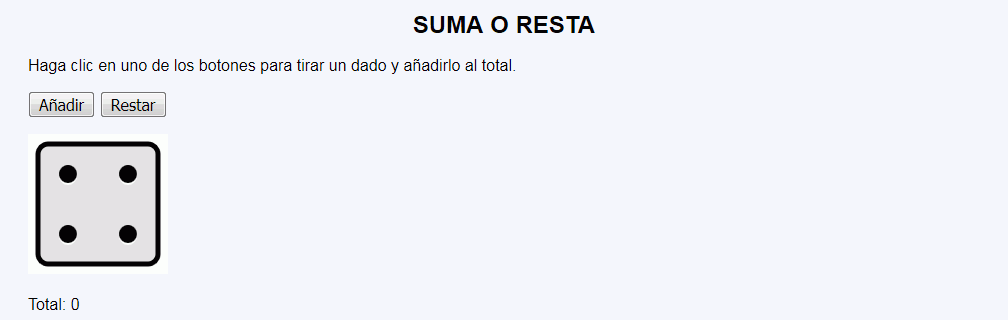 SUMA O RESTA
Haga clic en uno de los botones para tirar un dado y añadirlo al total.
Añadir Restar
Total: 0